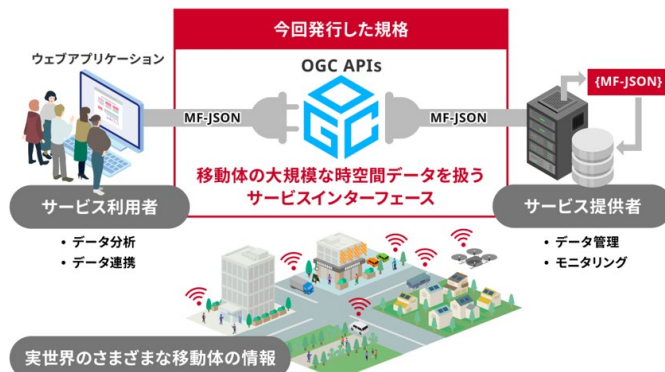 今回発行した規格
ウェブアプリケーション
OGC APIs
{MF-JSON}
MF-JSON
OGC
MF-JSON
移動体の大規模な時空間データを扱う
サービスインターフェース
サービス利用者
サービス提供者
・ データ分析
・ データ連携
・ データ管理
・ モニタリング
実世界のさまざまな移動体の情報